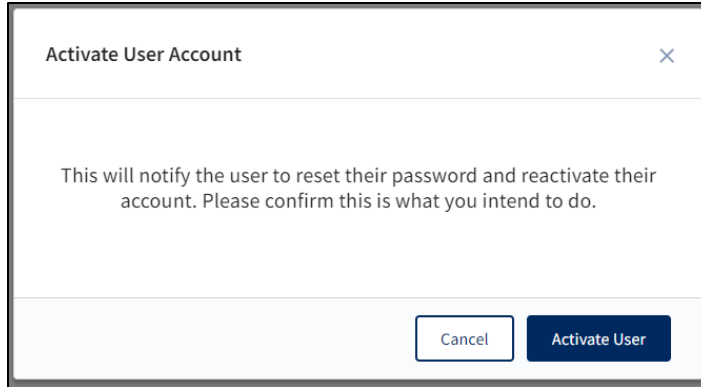 Activate User Account
This will notify the user to reset their password and reactivate their
account. Please confirm this is what you intend to do.
Cancel
Activate User